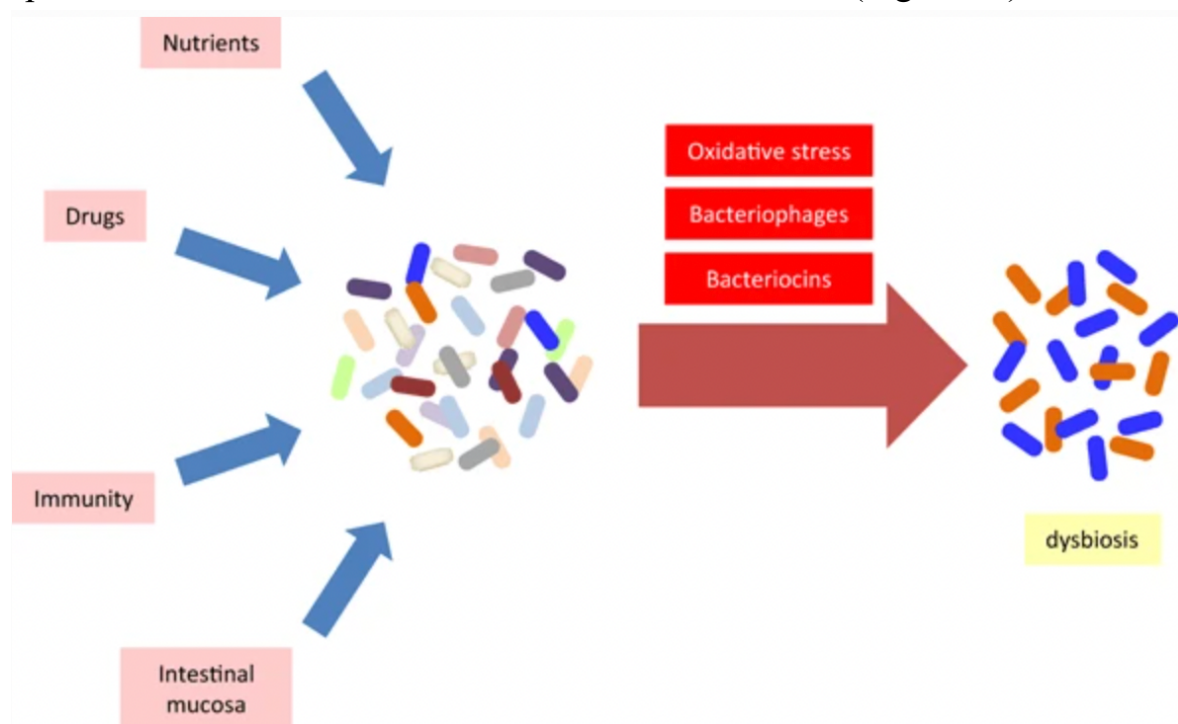 Nutrients
Drugs
Immunity
Intestinal
mucosa
Oxidative stress
Bacteriophages
Bacteriocins
dysbiosis